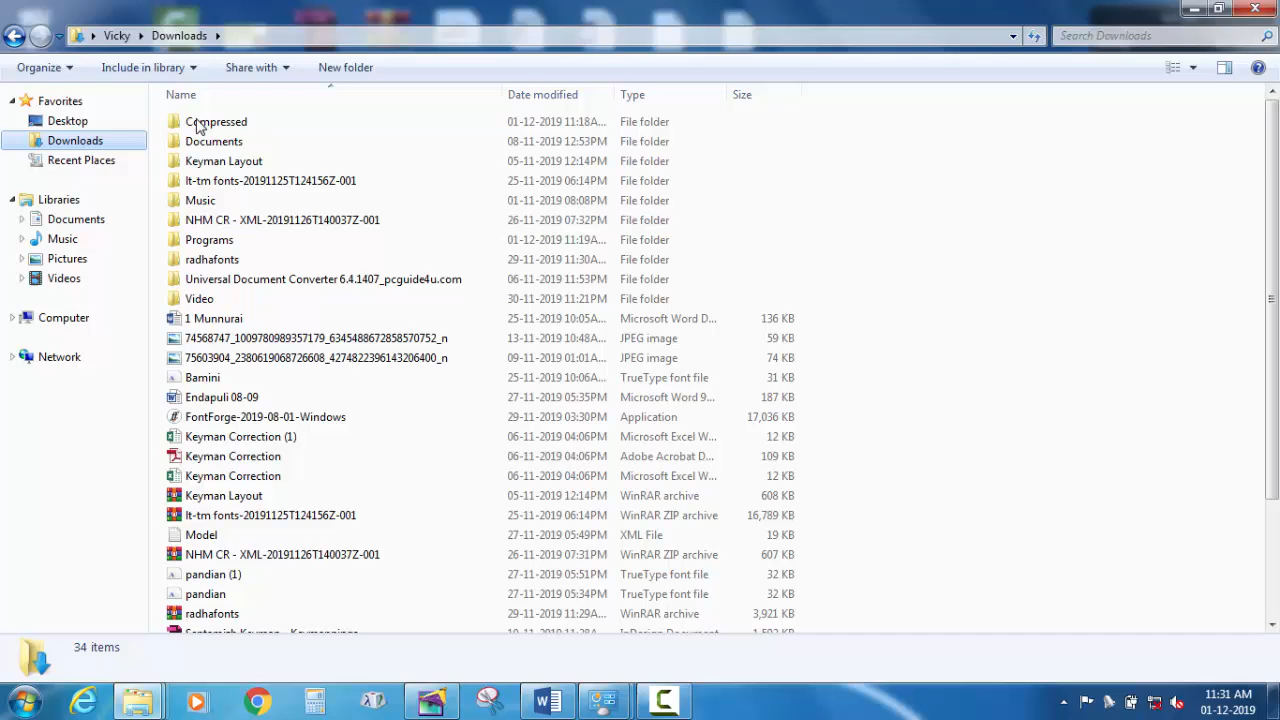 Vicky Downloads Search Downloads
Organize Include in library Share with New folder
Name Date modified Type Size
Favorites
Desktop
Downloads
Recent Places
Libraries
Documents
Music
Pictures
Videos
Computer
Network
Compressed 01-12-2019 11:18A... File folder
Documents 08-11-2019 12:53PM File folder
Keyman Layout 05-11-2019 12:14PM File folder
lt-tm fonts-20191125T124156Z-001 25-11-2019 06:14PM File folder
Music 01-11-2019 08:08PM File folder
NHM CR - XML-20191126T140037Z-001 26-11-2019 07:32PM File folder
Programs 01-12-2019 11:19A... File folder
radhafonts 29-11-2019 11:30A... File folder
Universal Document Converter 6.4.1407_pcguide4u.com 06-11-2019 11:53PM File folder
Video 30-11-2019 11:21PM File folder
1 Munnurai 25-11-2019 10:05A... Microsoft Word D... 136 KB
74568747_1009780989357179_6345488672858570752_n 13-11-2019 10:48A... JPEG image 59 KB
75603904_2380619068726608_4274822396143206400_n 09-11-2019 01:01A... JPEG image 74 KB
Bamini 25-11-2019 10:06A... TrueType font file 31 KB
Endapuli 08-09 27-11-2019 05:35PM Microsoft Word 9... 187 KB
FontForge-2019-08-01-Windows 29-11-2019 03:30PM Application 17,036 KB
Keyman Correction (1) 06-11-2019 04:06PM Microsoft Excel W... 12 KB
Keyman Correction 06-11-2019 04:06PM Adobe Acrobat D... 109 KB
Keyman Correction 06-11-2019 04:06PM Microsoft Excel W... 12 KB
Keyman Layout 05-11-2019 12:14PM WinRAR archive 608 KB
lt-tm fonts-20191125T124156Z-001 25-11-2019 06:14PM WinRAR ZIP archive 16,789 KB
Model 27-11-2019 05:49PM XML File 19 KB
NHM CR - XML-20191126T140037Z-001 26-11-2019 07:31PM WinRAR ZIP archive 607 KB
pandian (1) 27-11-2019 05:51PM TrueType font file 32 KB
pandian 27-11-2019 05:34PM TrueType font file 32 KB
radhafonts 29-11-2019 11:29A... WinRAR archive 3,921 KB
34 items
11:31 AM
01-12-2019